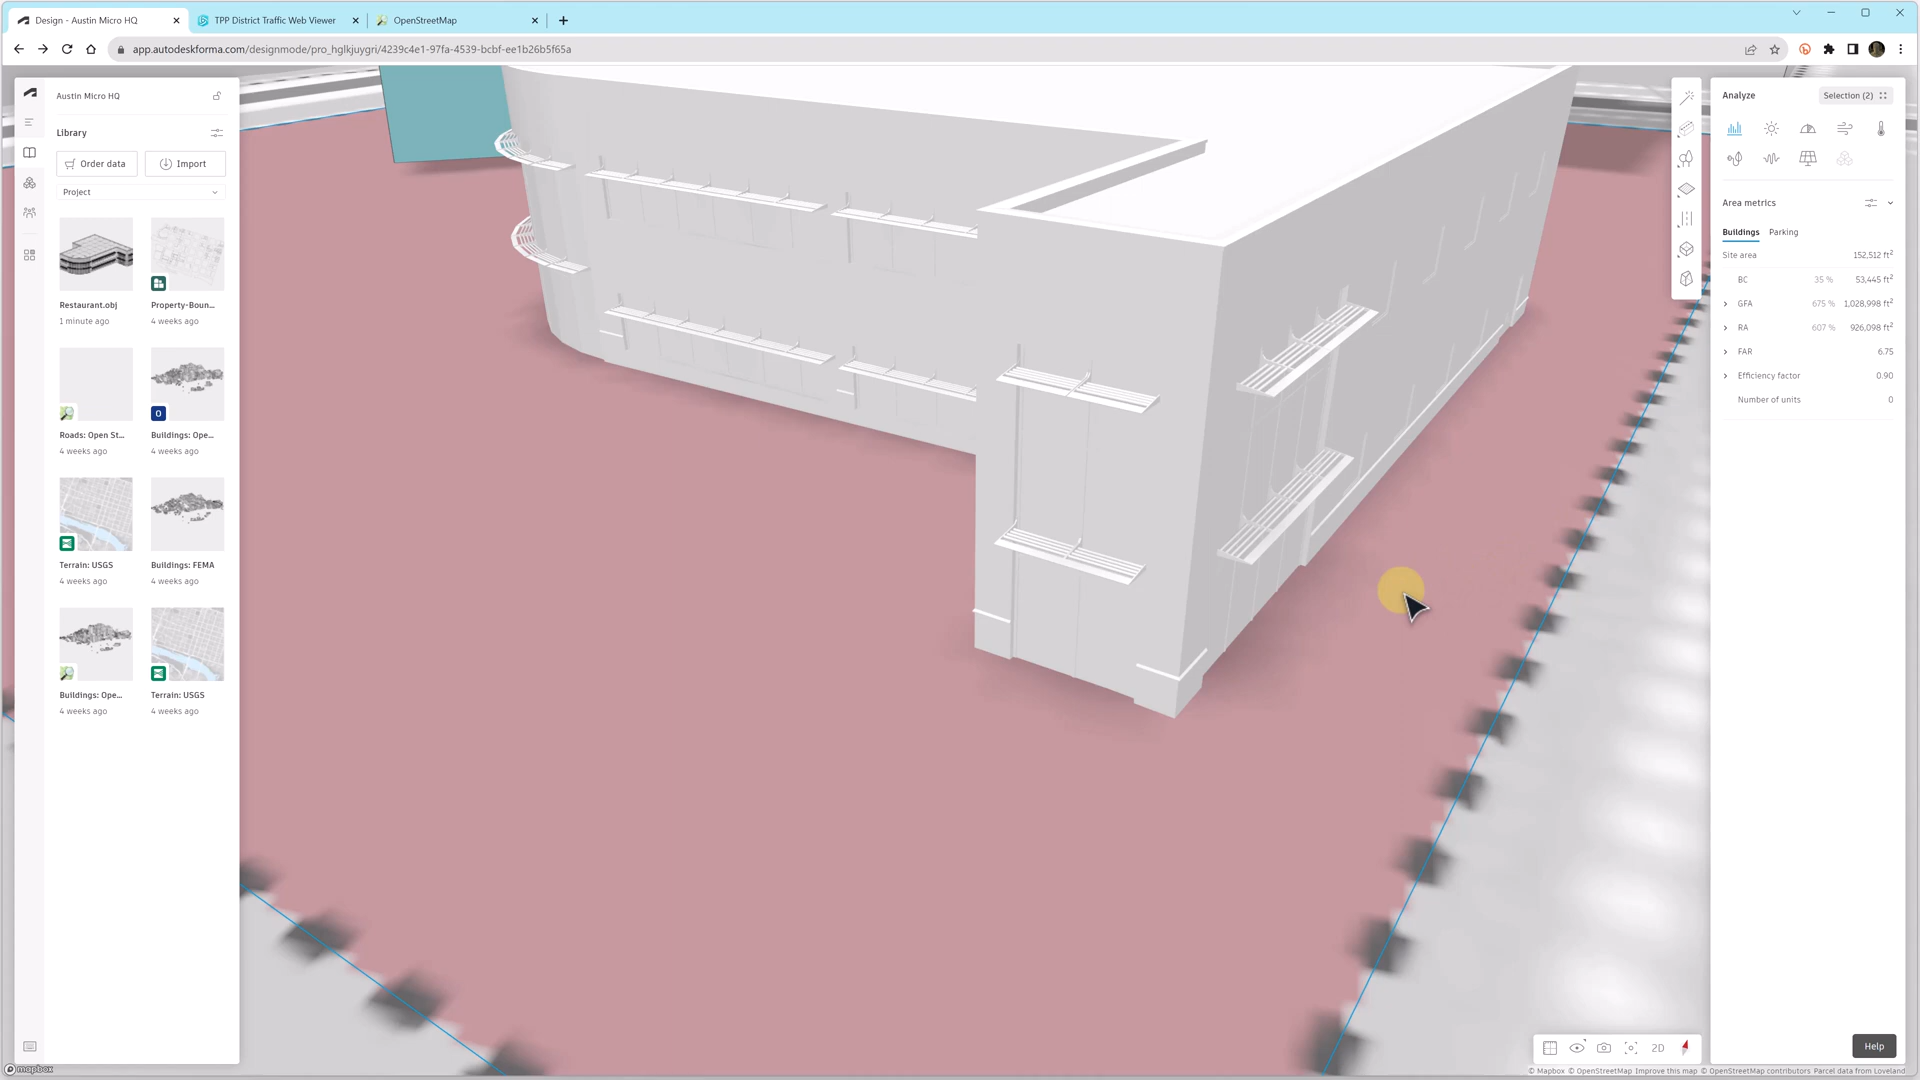 Design - Austin Micro HQ
TPP District Traffic Web Viewer
OpenStreetMap
app.autodeskforma.com/designmode/pro_hglkjuygri/4239c4e1-97fa-4539-bcbf-ee1b26b5f65a
Austin Micro HQ
Library
Order data
Import
Project
Restaurant.obj
1 minute ago
Property-Boun...
4 weeks ago
Roads: Open St...
4 weeks ago
Buildings: Ope...
4 weeks ago
Terrain: USGS
4 weeks ago
Buildings: FEMA
4 weeks ago
Buildings: Ope...
4 weeks ago
Terrain: USGS
4 weeks ago
mapbox
Analyze
Selection (2)
Area metrics
Buildings
Parking
Site area 152,512 ft²
BC 35 % 53,445 ft²
GFA 675 % 1,028,998 ft²
RA 607 % 926,098 ft²
FAR 6.75
Efficiency factor 0.90
Number of units 0
2D
Help
© Mapbox © OpenStreetMap Improve this map © OpenStreetMap contributors Parcel data from Loveland